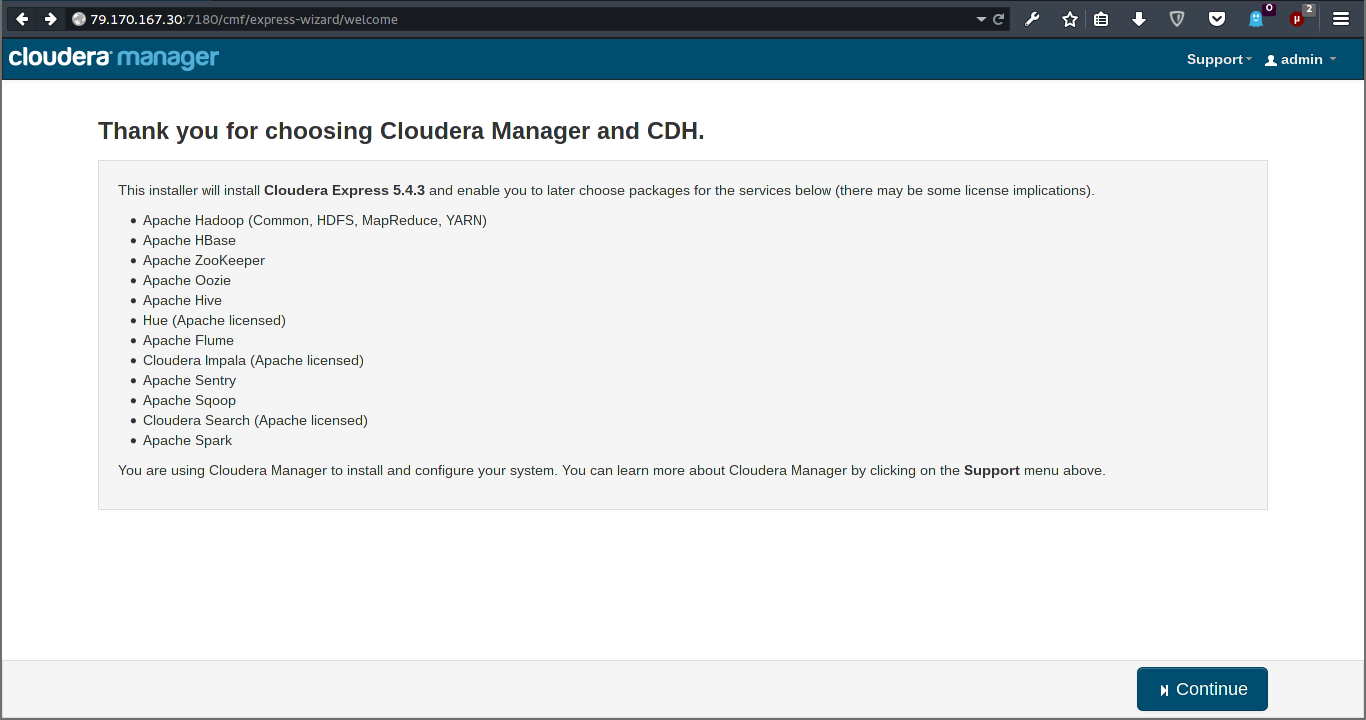 79.170.167.30:7180/cmf/express-wizard/welcome
0
2
cloudera manager
Support
admin
Thank you for choosing Cloudera Manager and CDH.
This installer will install Cloudera Express 5.4.3 and enable you to later choose packages for the services below (there may be some license implications).
Apache Hadoop (Common, HDFS, MapReduce, YARN)
Apache HBase
Apache ZooKeeper
Apache Oozie
Apache Hive
Hue (Apache licensed)
Apache Flume
Cloudera Impala (Apache licensed)
Apache Sentry
Apache Sqoop
Cloudera Search (Apache licensed)
Apache Spark
You are using Cloudera Manager to install and configure your system. You can learn more about Cloudera Manager by clicking on the Support menu above.
Continue